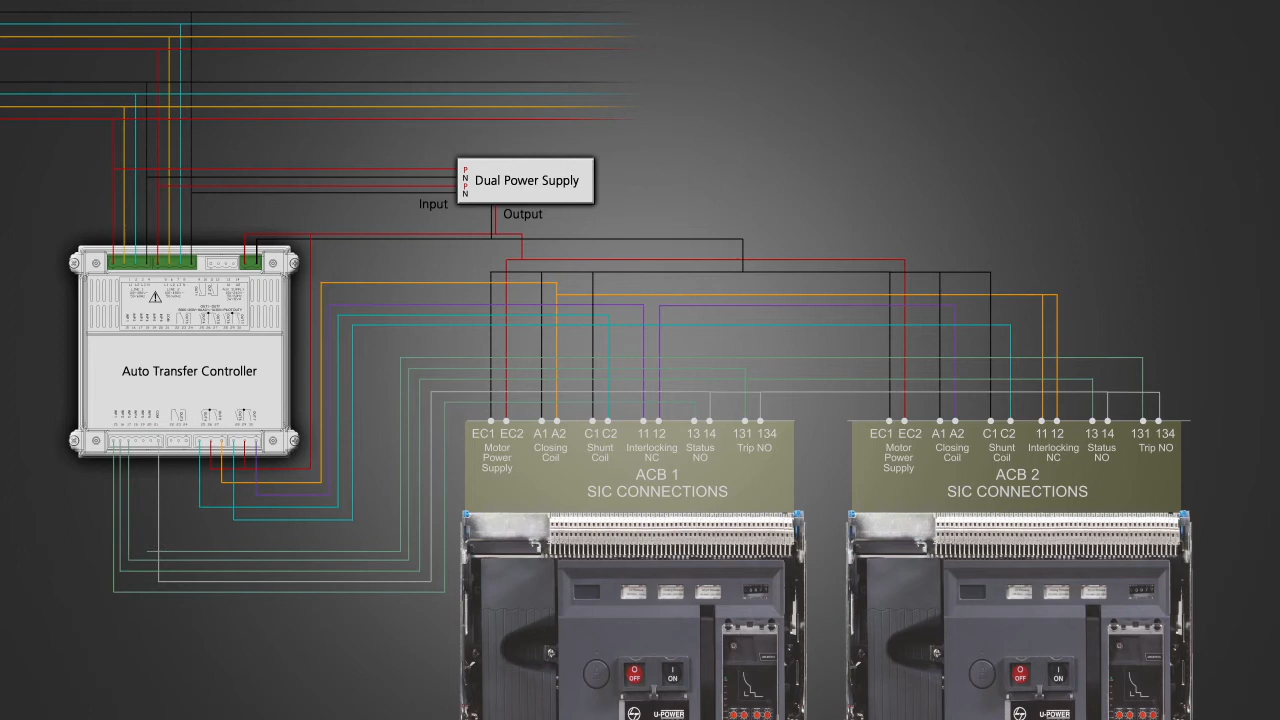 P
N
P
N
Dual Power Supply
Input
Output
Auto Transfer Controller
EC1 EC2
Motor
Power
Supply
A1 A2
Closing
Coil
C1 C2
Shunt
Coil
11 12
Interlocking
NC
13 14
Status
NO
131 134
Trip NO
ACB 1
SIC CONNECTIONS
EC1 EC2
Motor
Power
Supply
A1 A2
Closing
Coil
C1 C2
Shunt
Coil
11 12
Interlocking
NC
13 14
Status
NO
131 134
Trip NO
ACB 2
SIC CONNECTIONS
O
OFF
I
ON
U-POWER
O
OFF
I
ON
U-POWER